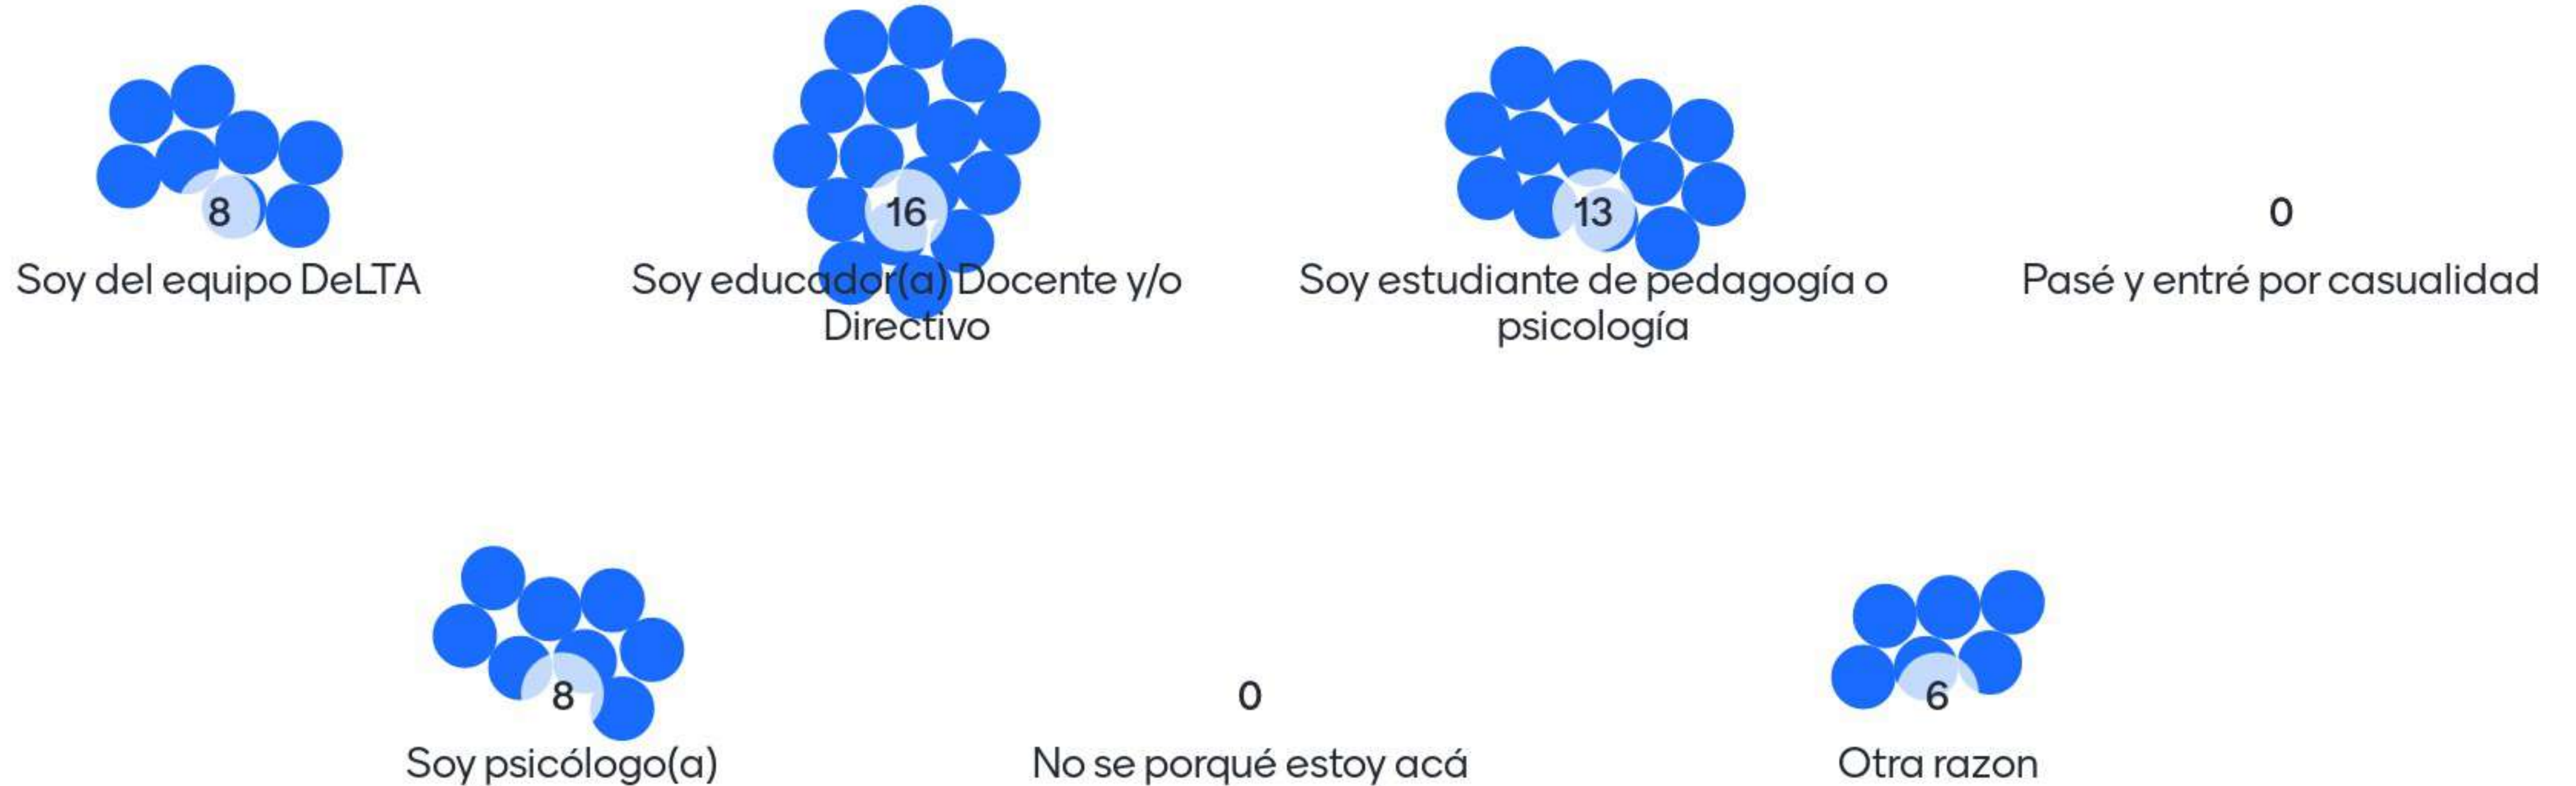 8
16
13
0
Soy del equipo DeLTA
Soy educador(a) Docente y/o
Directivo
Soy estudiante de pedagogía o
psicología
Pasé y entré por casualidad
8
0
6
Soy psicólogo(a)
No se porqué estoy acá
Otra razon